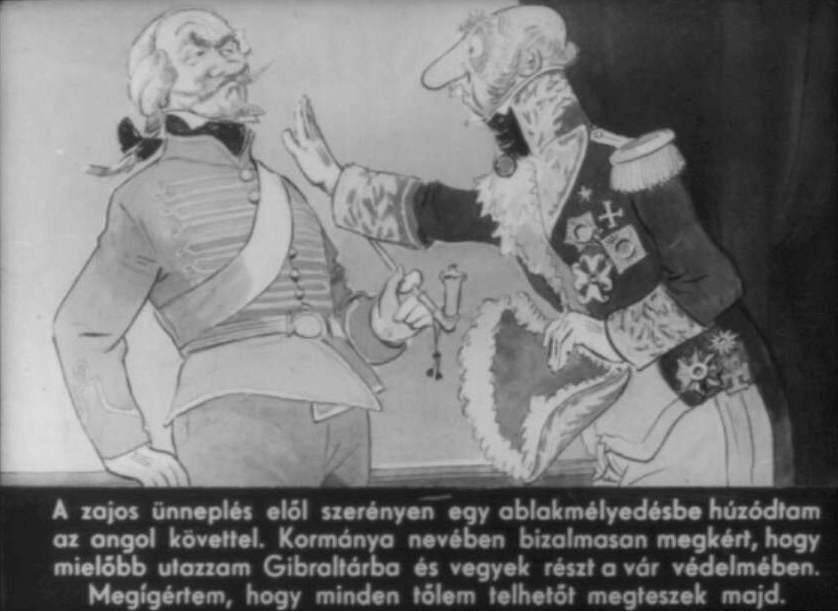 A zajos ünneplés elől szerényen egy ablakmélyedésbe húzódtam
az angol követtel. Kormánya nevében bizalmasan megkért, hogy
mielőbb utazzam Gibraltárba és vegyek részt a vár védelmében.
Megígértem, hogy minden tőlem telhetőt megteszek majd.